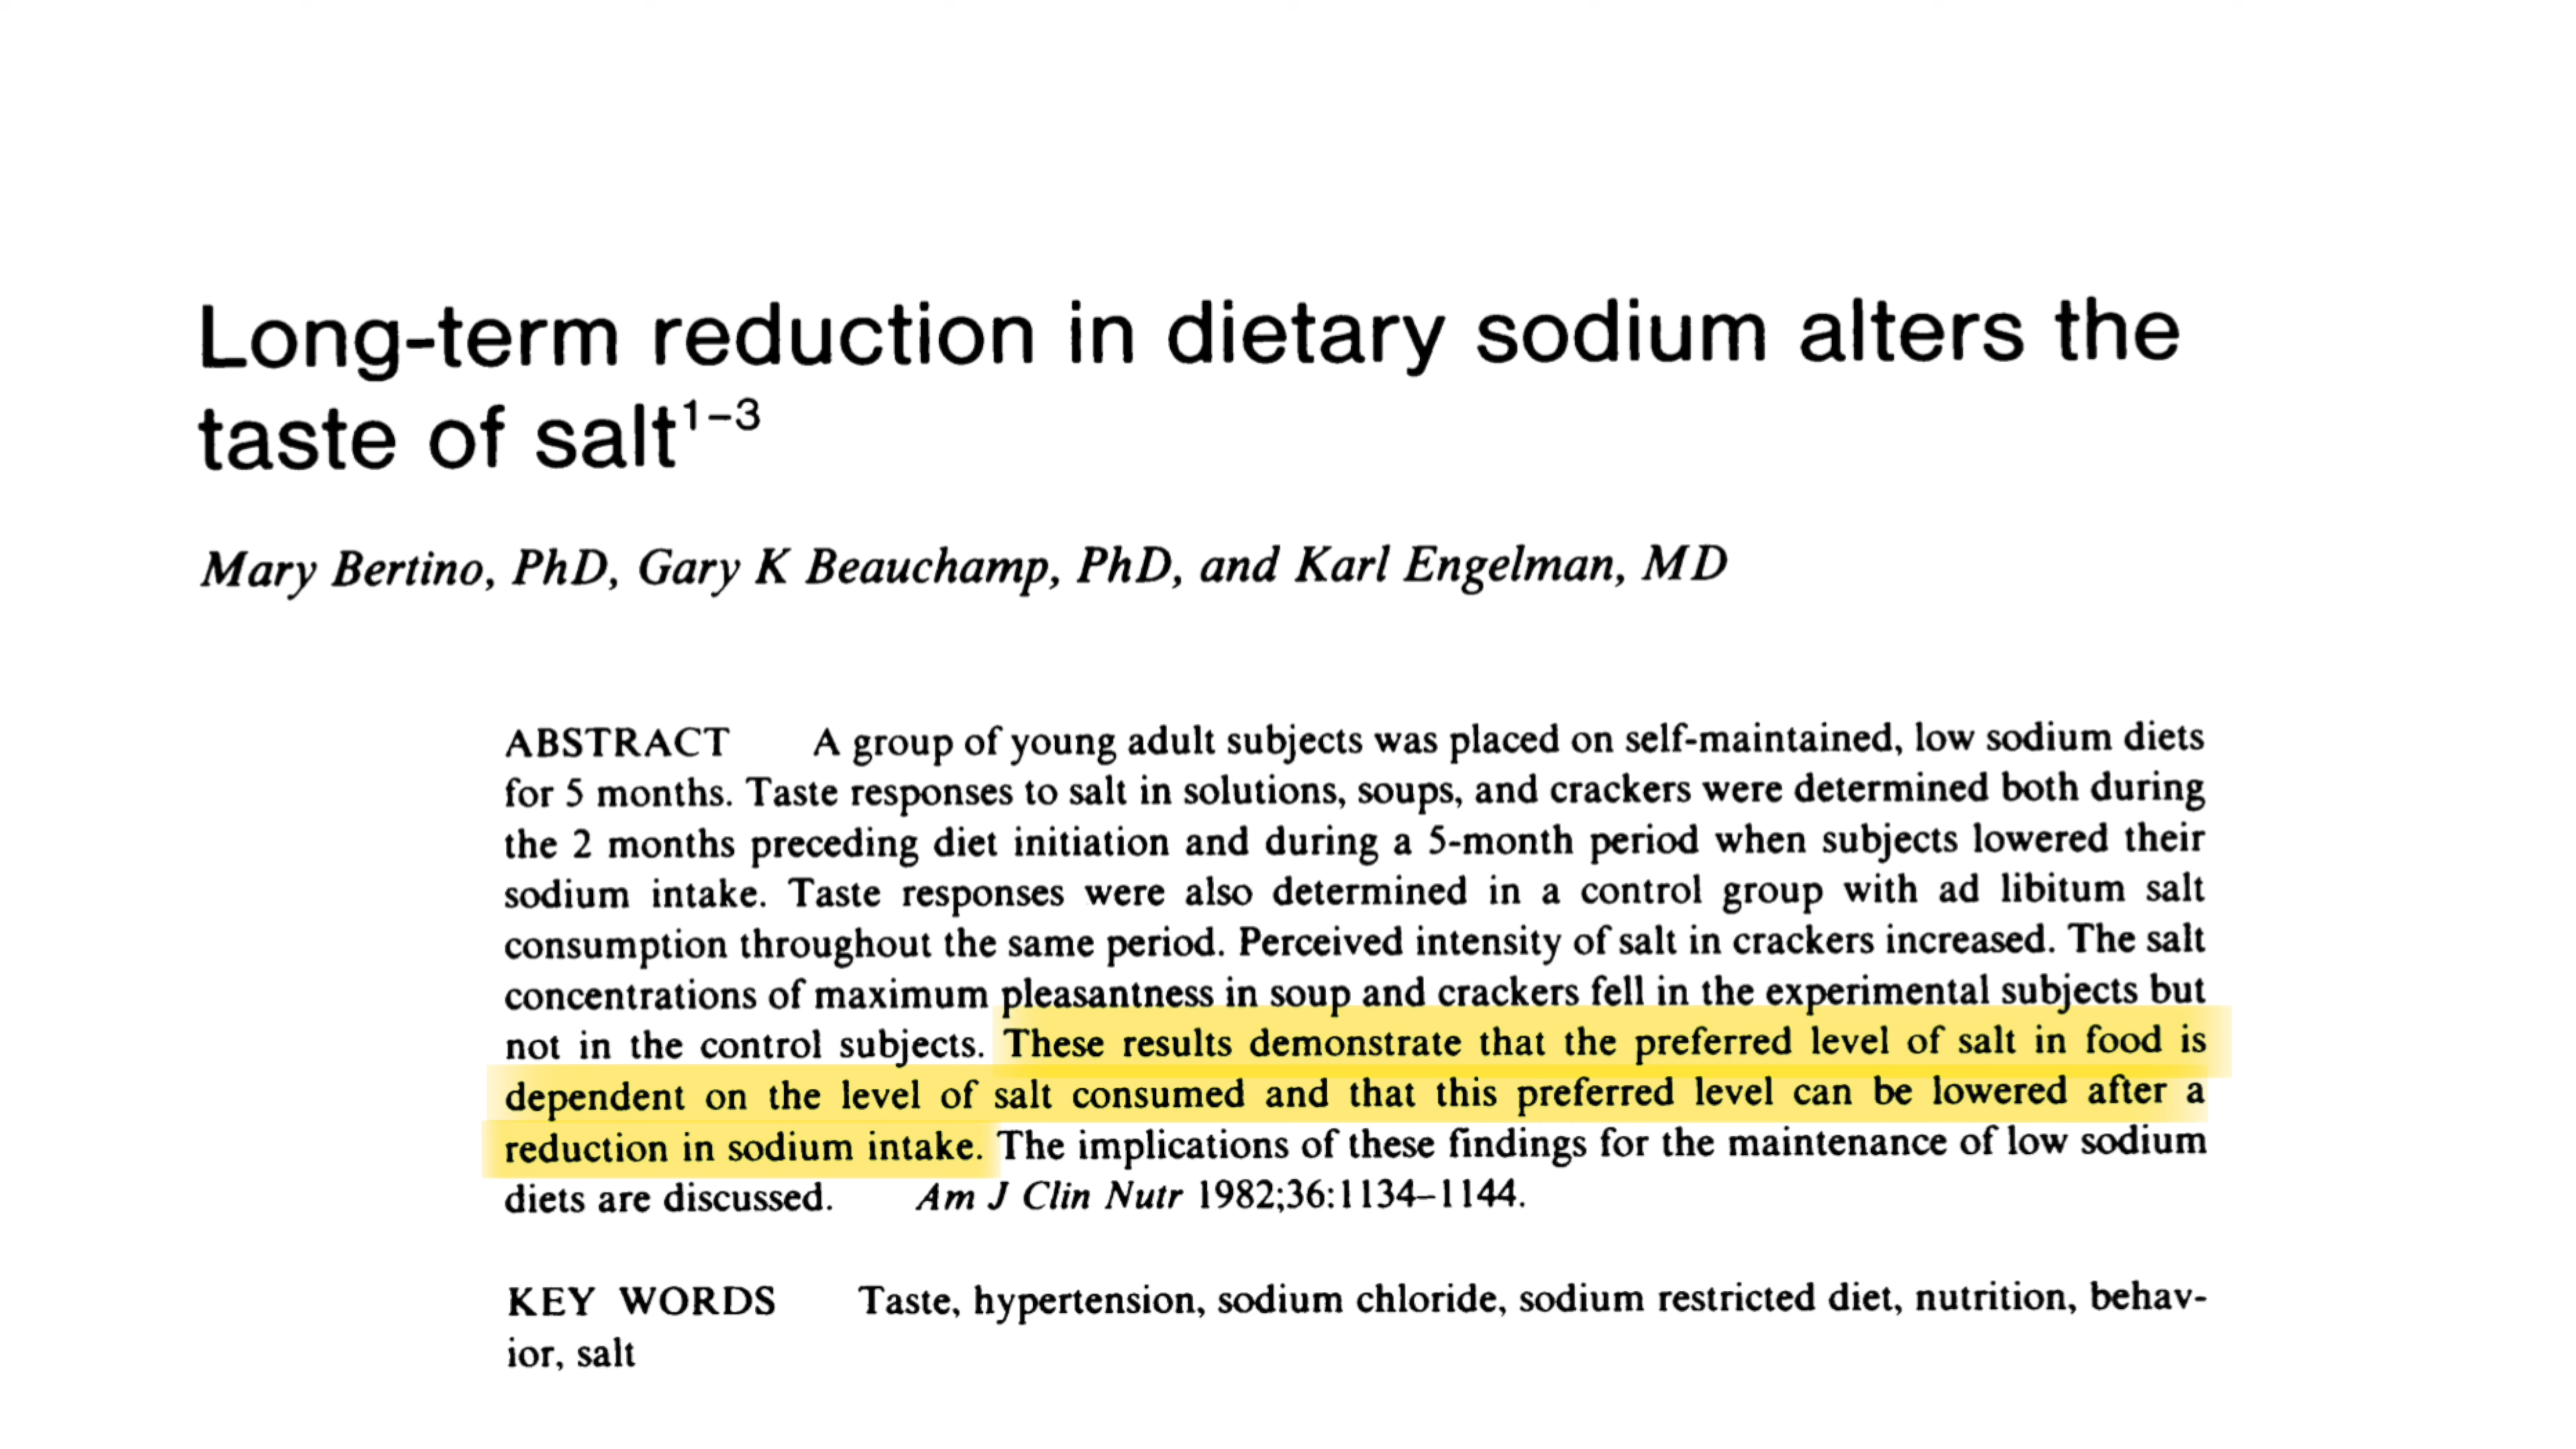 Long-term reduction in dietary sodium alters the
taste of salt1–3
Mary Bertino, PhD, Gary K Beauchamp, PhD, and Karl Engelman, MD
ABSTRACT A group of young adult subjects was placed on self-maintained, low sodium diets
for 5 months. Taste responses to salt in solutions, soups, and crackers were determined both during
the 2 months preceding diet initiation and during a 5-month period when subjects lowered their
sodium intake. Taste responses were also determined in a control group with ad libitum salt
consumption throughout the same period. Perceived intensity of salt in crackers increased. The salt
concentrations of maximum pleasantness in soup and crackers fell in the experimental subjects but
not in the control subjects. These results demonstrate that the preferred level of salt in food is
dependent on the level of salt consumed and that this preferred level can be lowered after a
reduction in sodium intake. The implications of these findings for the maintenance of low sodium
diets are discussed. Am J Clin Nutr 1982;36:1134–1144.
KEY WORDS Taste, hypertension, sodium chloride, sodium restricted diet, nutrition, behav-
ior, salt